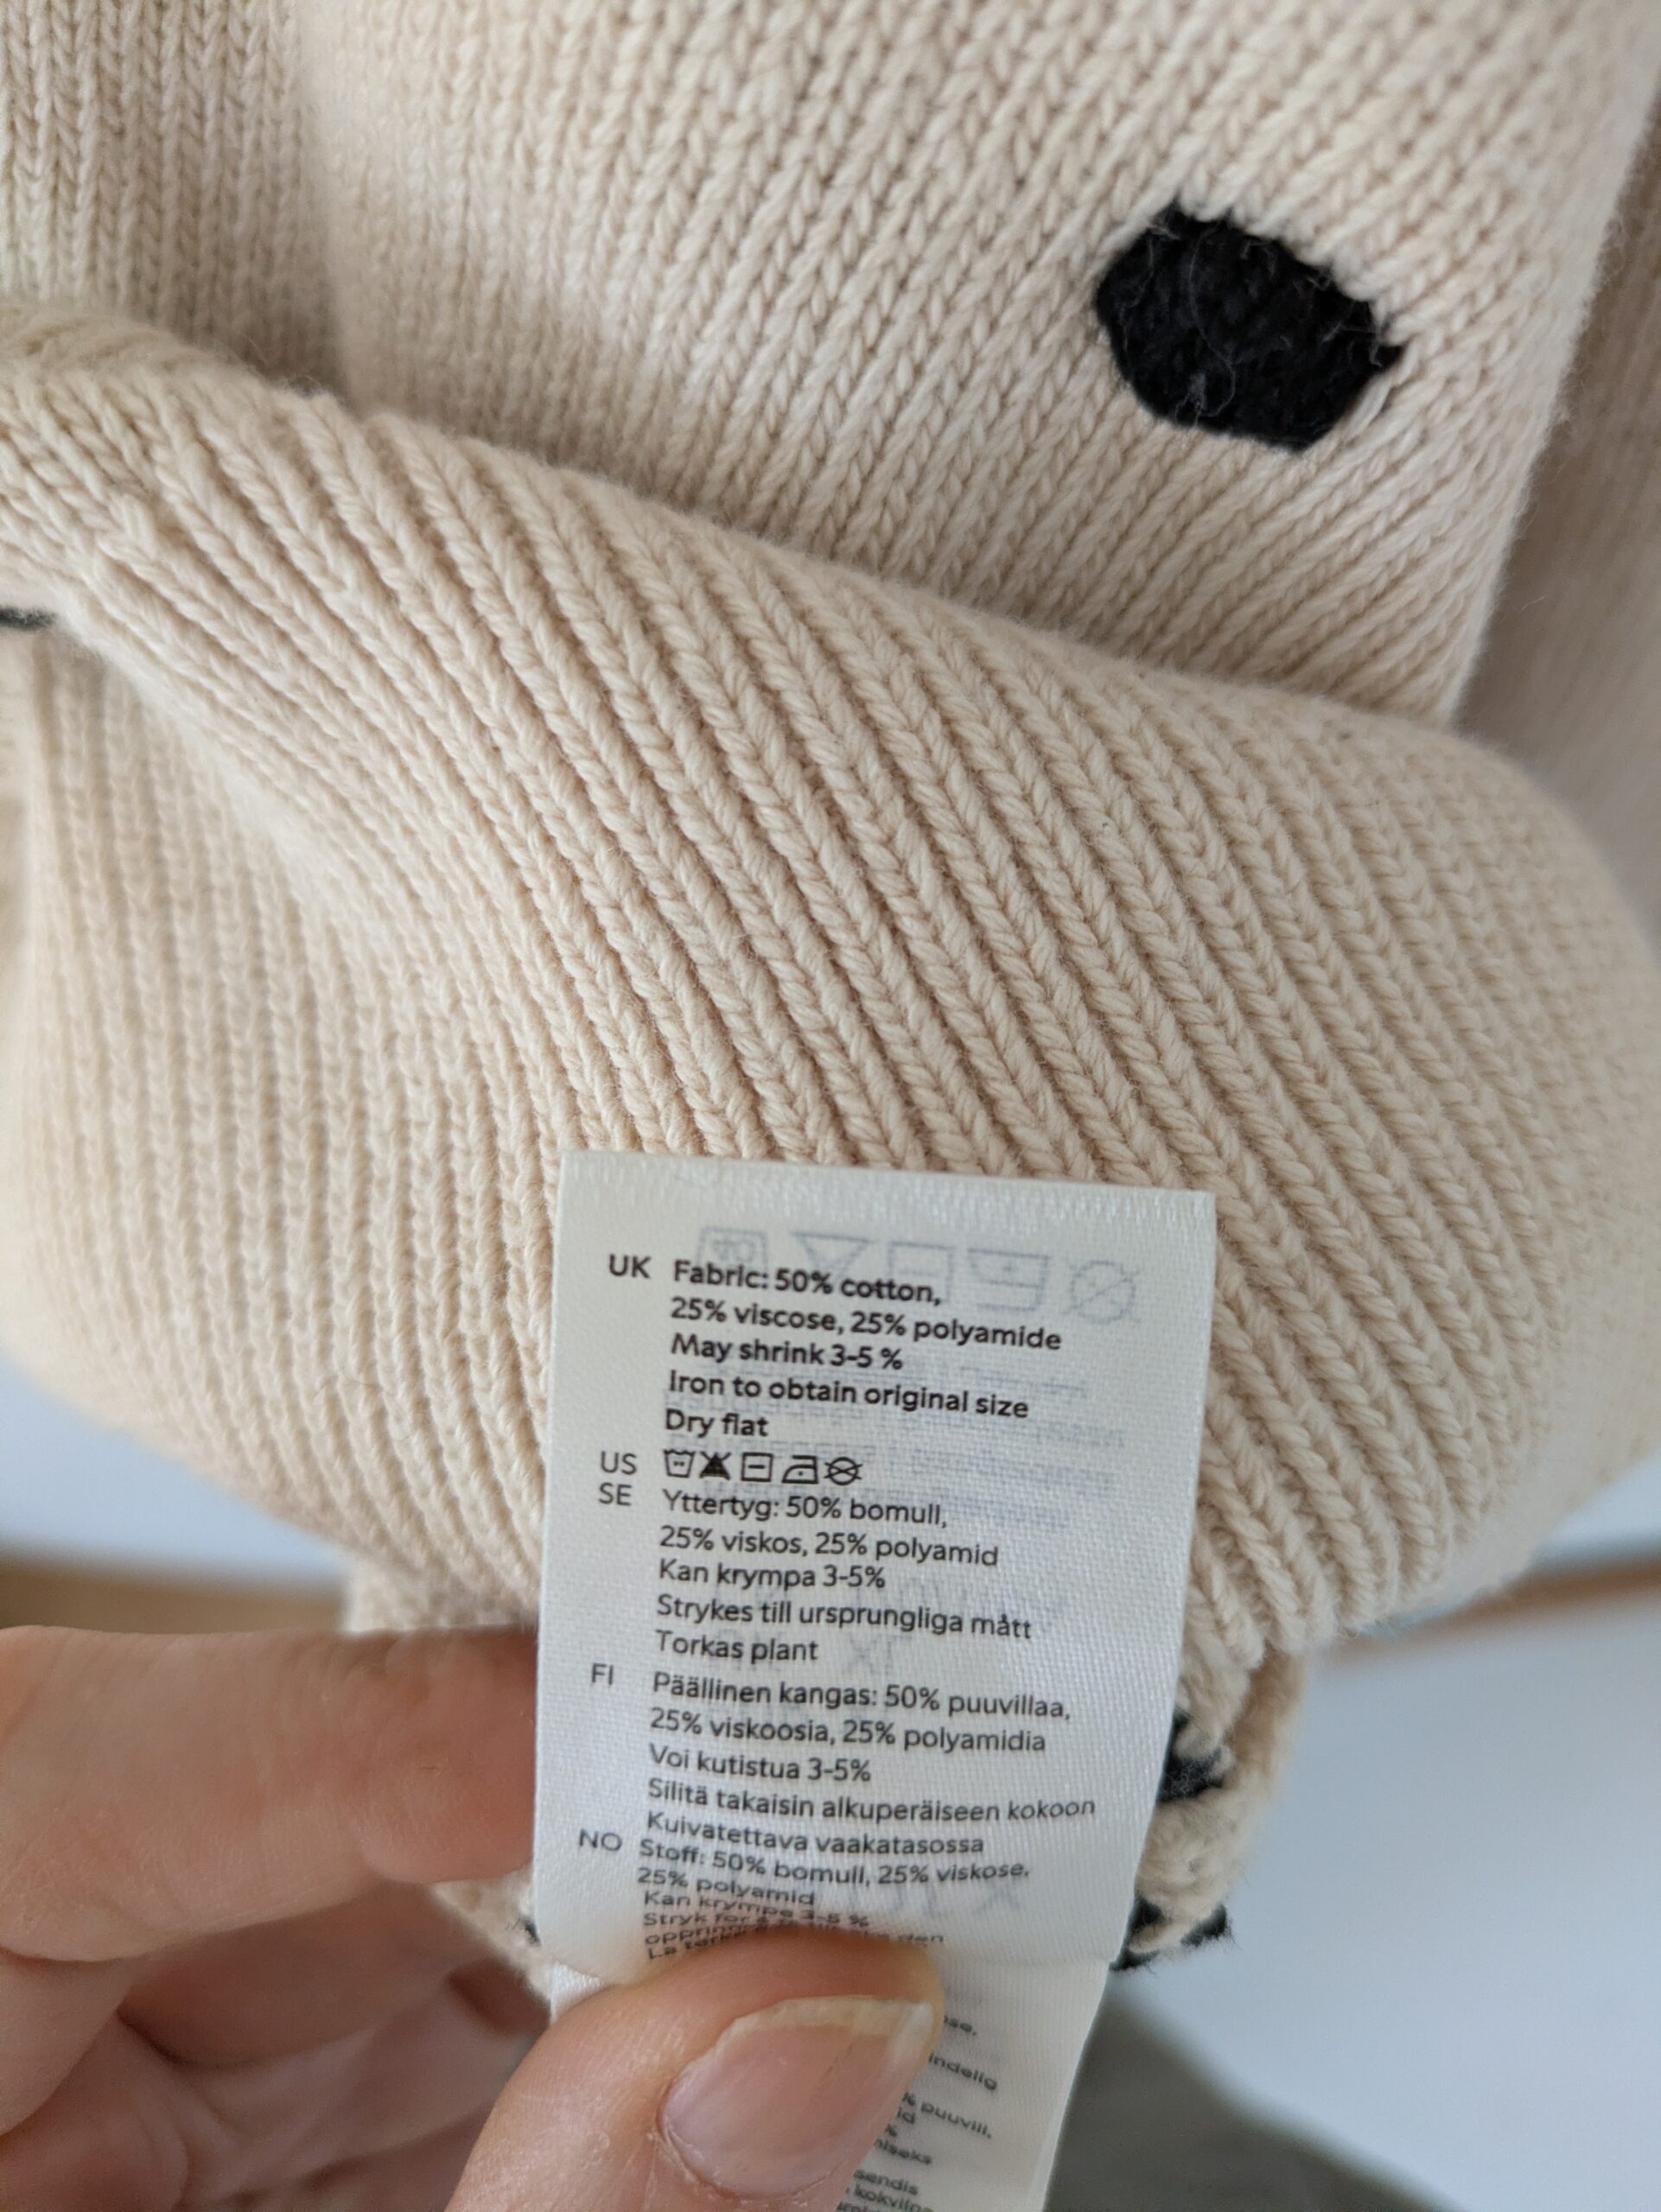 UK Fabric: 50% cotton,
25% viscose, 25% polyamide
May shrink 3-5 %
Iron to obtain original size
Dry flat
US
SE Yttertyg: 50% bomull,
25% viskos, 25% polyamid
Kan krympa 3-5%
Strykes till ursprungliga mått
Torkas plant
FI Päällinen kangas: 50% puuvillaa,
25% viskoosia, 25% polyamidia
Voi kutistua 3-5%
Silitä takaisin alkuperäiseen kokoon
Kuivatettava vaakatasossa
NO Stoff: 50% bomull, 25% viskose,
25% polyamid
Kan krympe 3-5 %
Stryk for å
den